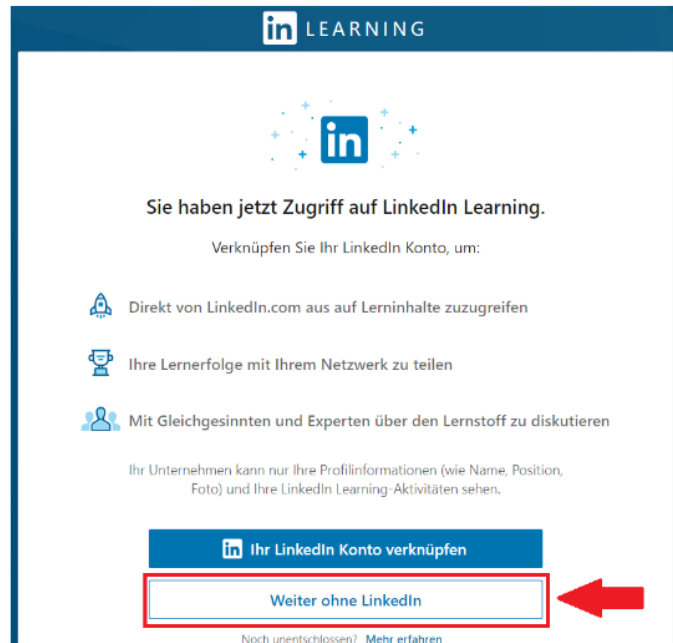 in LEARNING
in
Sie haben jetzt Zugriff auf LinkedIn Learning.
Verknüpfen Sie Ihr LinkedIn Konto, um:
Direkt von LinkedIn.com aus auf Lerninhalte zuzugreifen
Ihre Lernerfolge mit Ihrem Netzwerk zu teilen
Mit Gleichgesinnten und Experten über den Lernstoff zu diskutieren
Ihr Unternehmen kann nur Ihre Profilinformationen (wie Name, Position,
Foto) und Ihre LinkedIn Learning-Aktivitäten sehen.
in Ihr LinkedIn Konto verknüpfen
Weiter ohne LinkedIn
Noch unentschlossen? Mehr erfahren